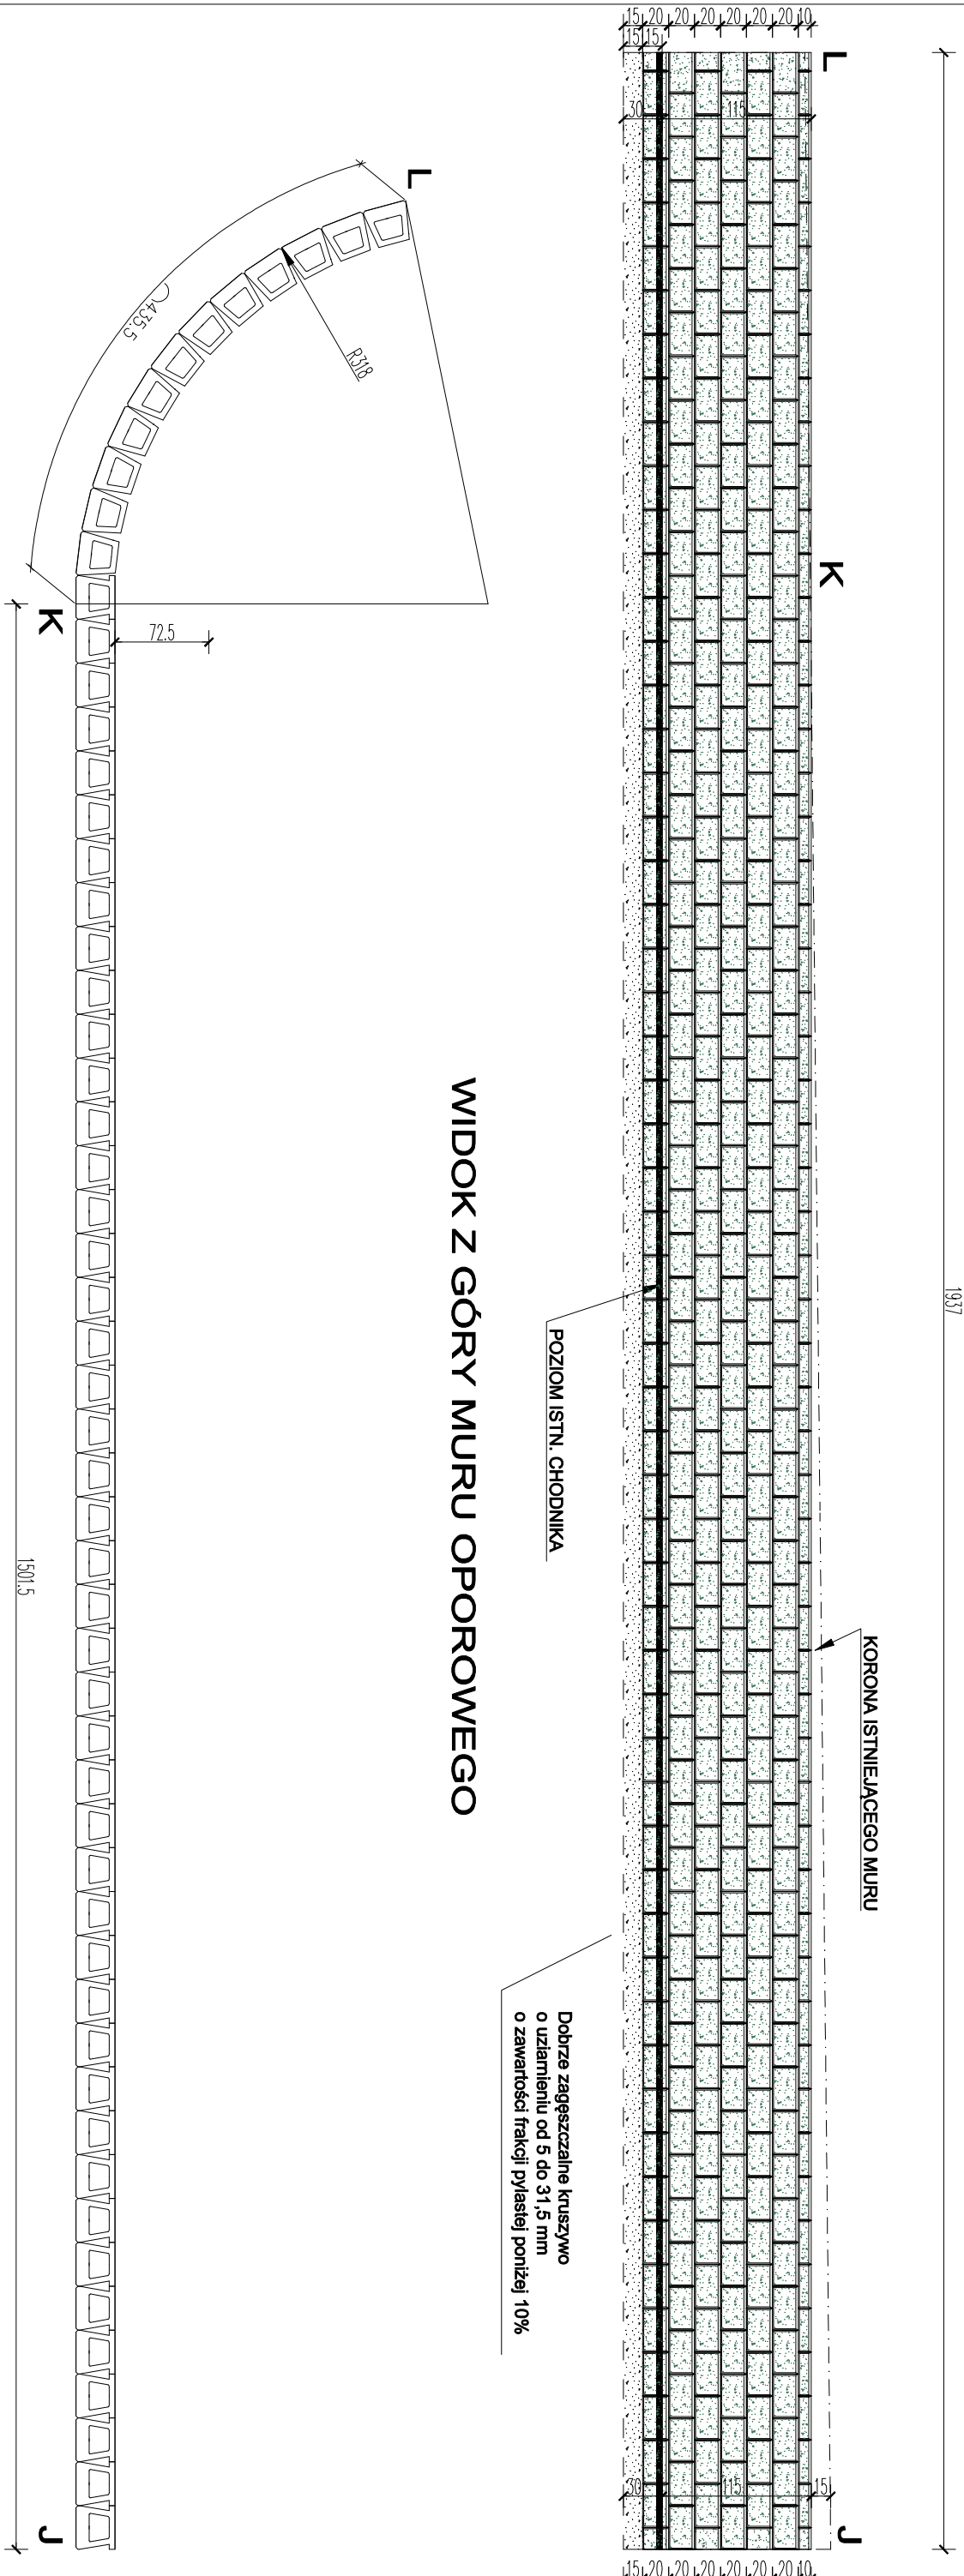 1937
L
K
J
KORONA ISTNIEJĄCEGO MURU
15 20 20 20 20 20 20 10
15 15
30 115
30 115 15
15 20 20 20 20 20 20 10
POZIOM ISTN. CHODNIKA
Dobrze zagęszczalne kruszywo
o uziarnieniu od 5 do 31,5 mm
o zawartości frakcji pylastej poniżej 10%
WIDOK Z GÓRY MURU OPOROWEGO
L
R318
435.5
72.5
K
J
1501.5